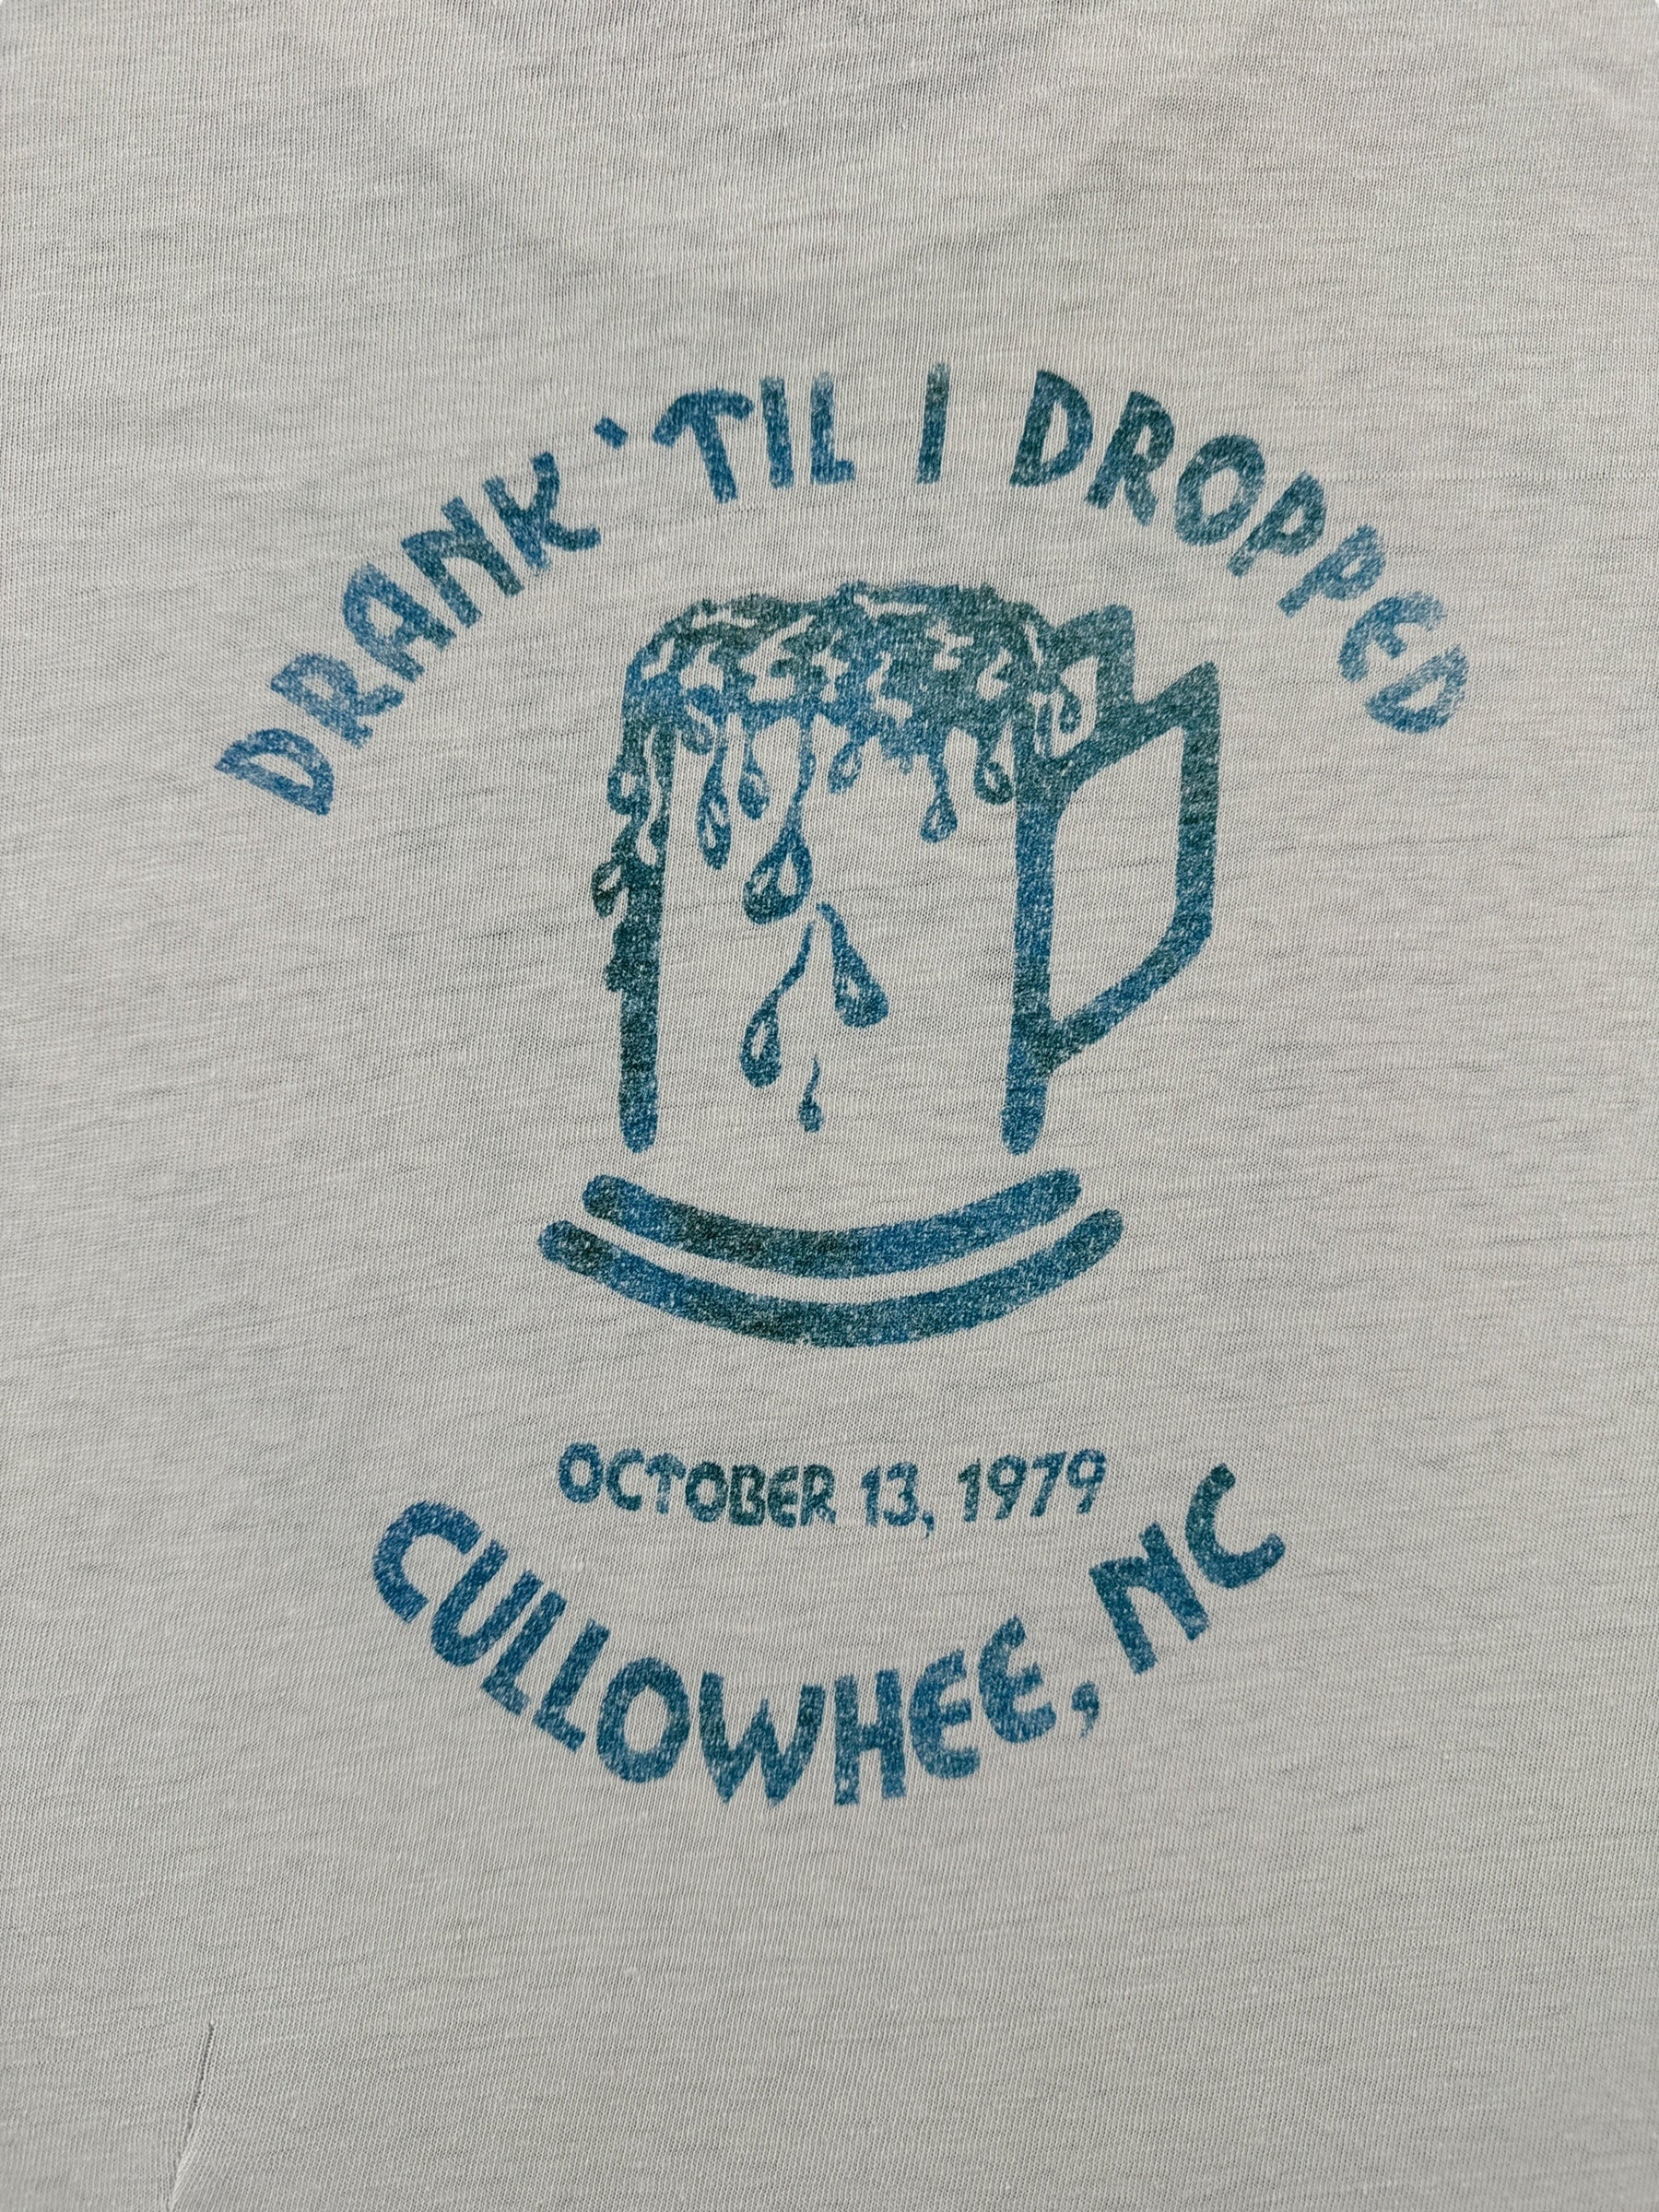 DRANK 'TIL I DROPPED
OCTOBER 13, 1979
CULLOWHEE, NC